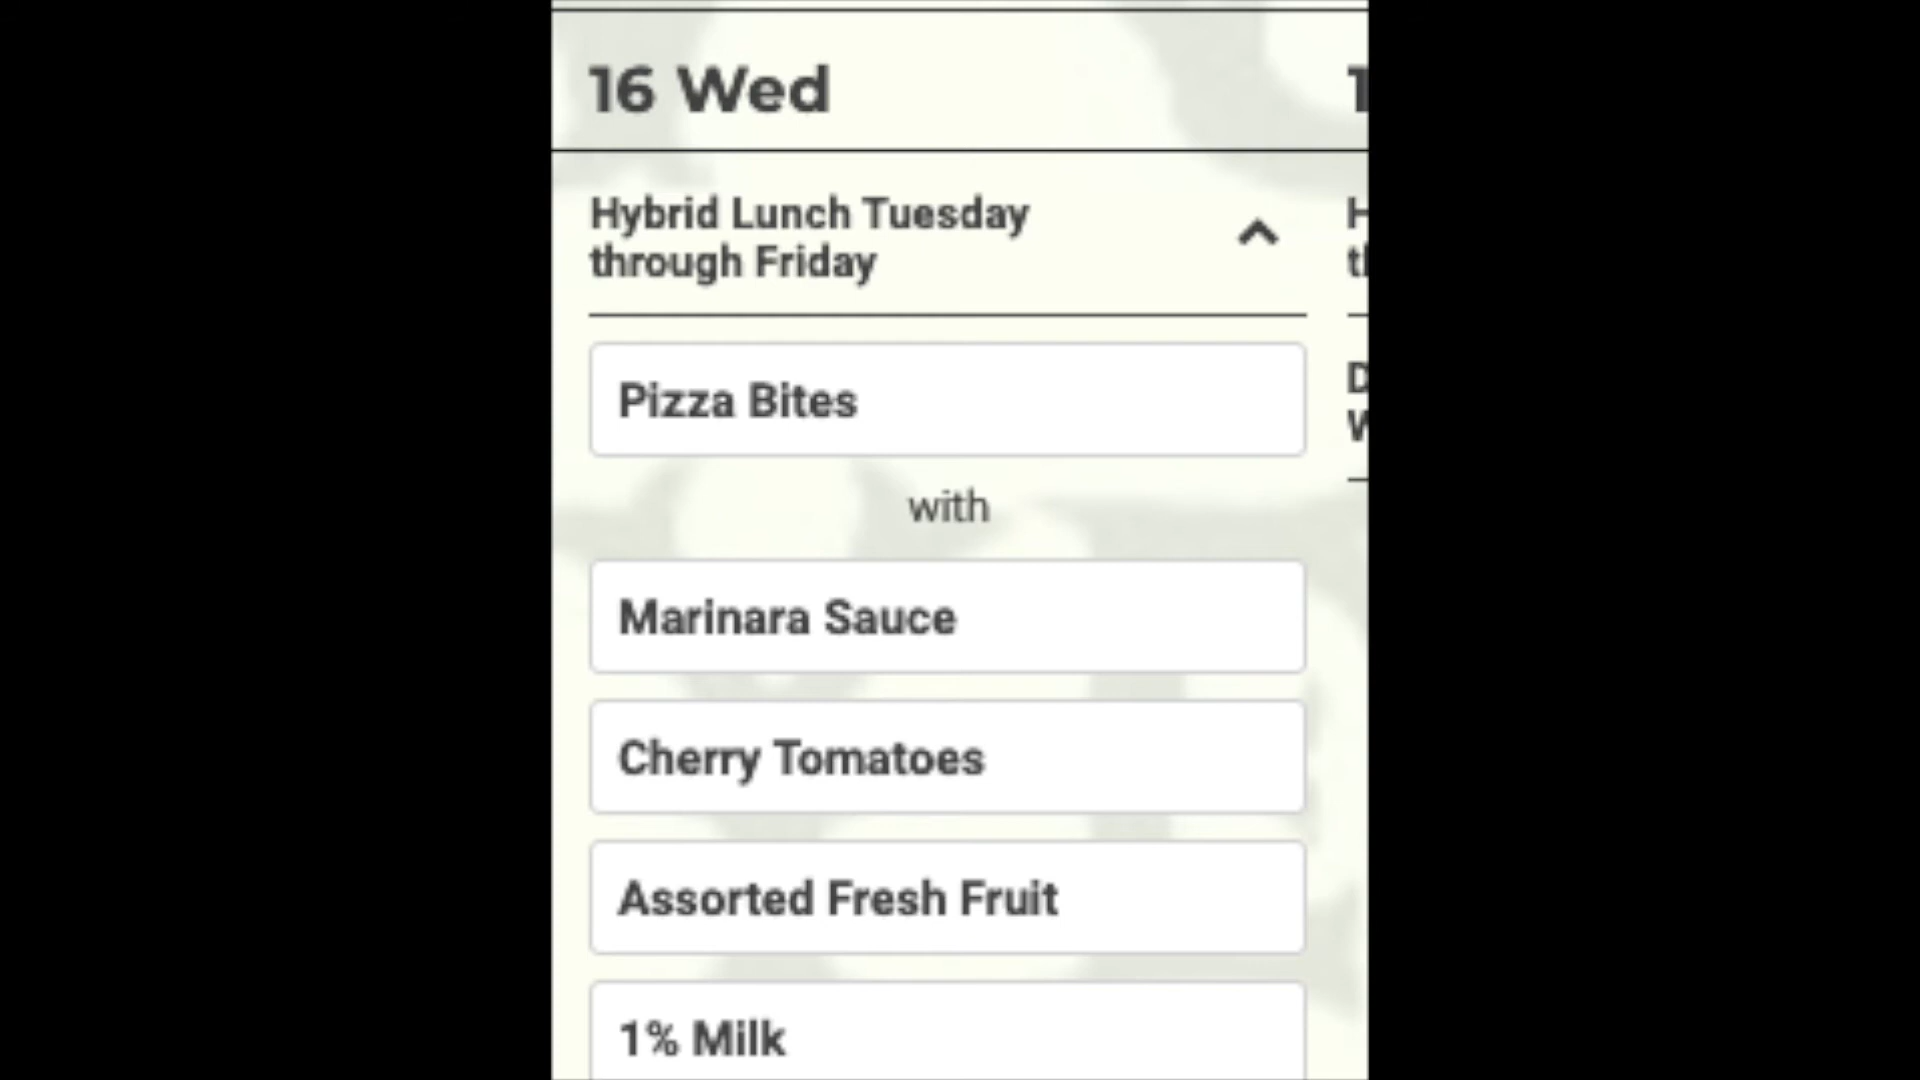 16 Wed
Hybrid Lunch Tuesday
through Friday
Pizza Bites
with
Marinara Sauce
Cherry Tomatoes
Assorted Fresh Fruit
1% Milk